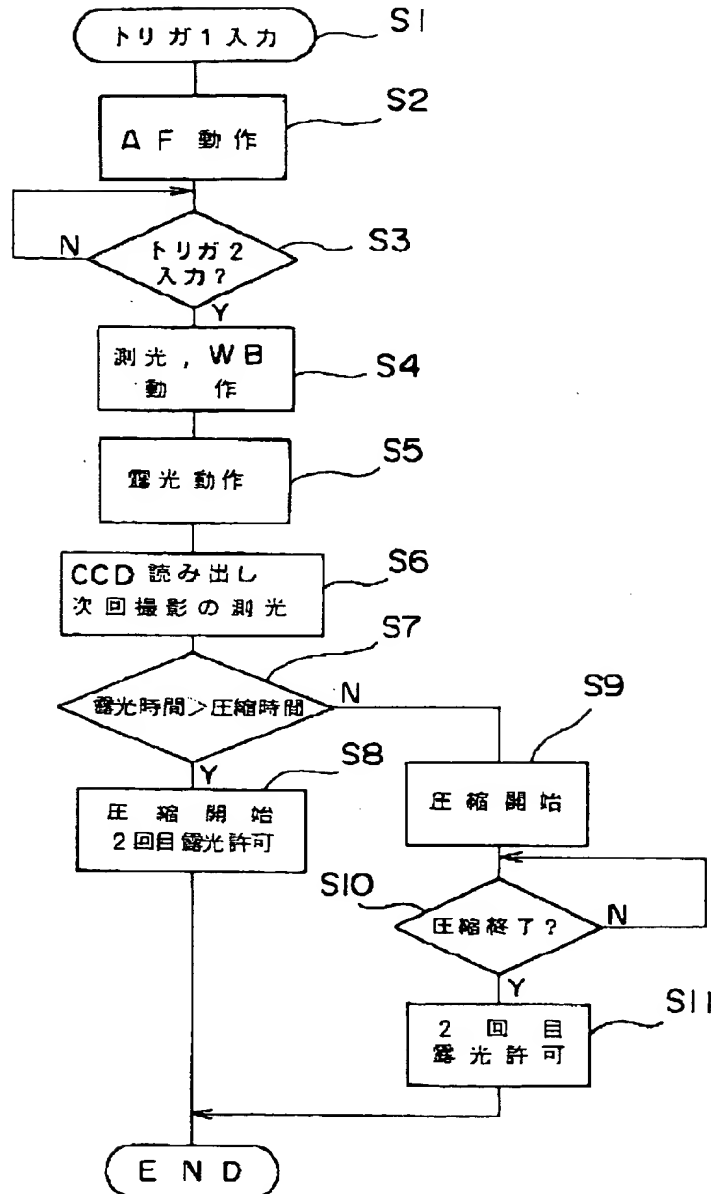 トリガ1入力
S1
S2
AF動作
S3
N
トリガ2
入力?
Y
測光,WB
動作
S4
S5
露光動作
S6
CCD読み出し
次回撮影の測光
S7
露光時間>圧縮時間
N
Y
S8
圧縮開始
2回目露光許可
S9
圧縮開始
S10
圧縮終了?
N
Y
S11
2回目
露光許可
END